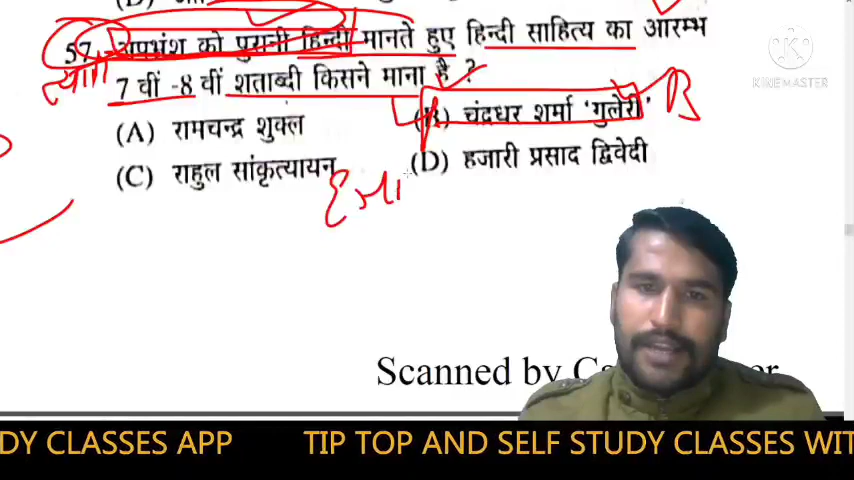 57. अपभ्रंश को पुरानी हिन्दी मानते हुए हिन्दी साहित्य का आरम्भ
7 वीं -8 वीं शताब्दी किसने माना है ?
(A) रामचन्द्र शुक्ल
(B) चंद्रधर शर्मा 'गुलेरी' B
(C) राहुल सांकृत्यायन
(D) हजारी प्रसाद द्विवेदी
KINEMASTER
Scanned by
DY CLASSES APP TIP TOP AND SELF STUDY CLASSES WIT